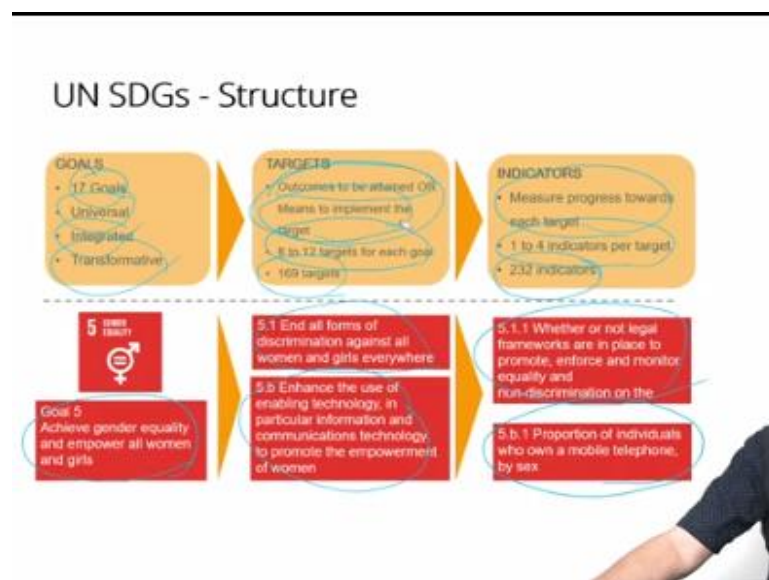 UN SDGs - Structure
GOALS
• 17 Goals
• Universal
• Integrated
• Transformative
TARGETS
• Outcomes to be attained OR
Means to implement the
target
• 8 to 12 targets for each goal
• 169 targets
INDICATORS
• Measure progress towards
each target
• 1 to 4 indicators per target
• 232 indicators
5 GENDER
EQUALITY
Goal 5
Achieve gender equality
and empower all women
and girls
5.1 End all forms of
discrimination against all
women and girls everywhere
5.b Enhance the use of
enabling technology, in
particular information and
communications technology,
to promote the empowerment
of women
5.1.1 Whether or not legal
frameworks are in place to
promote, enforce and monitor
equality and
non-discrimination on the
5.b.1 Proportion of individuals
who own a mobile telephone,
by sex